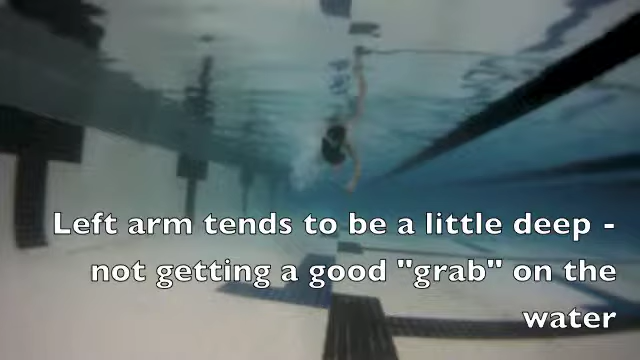 Left arm tends to be a little deep -
not getting a good "grab" on the
water